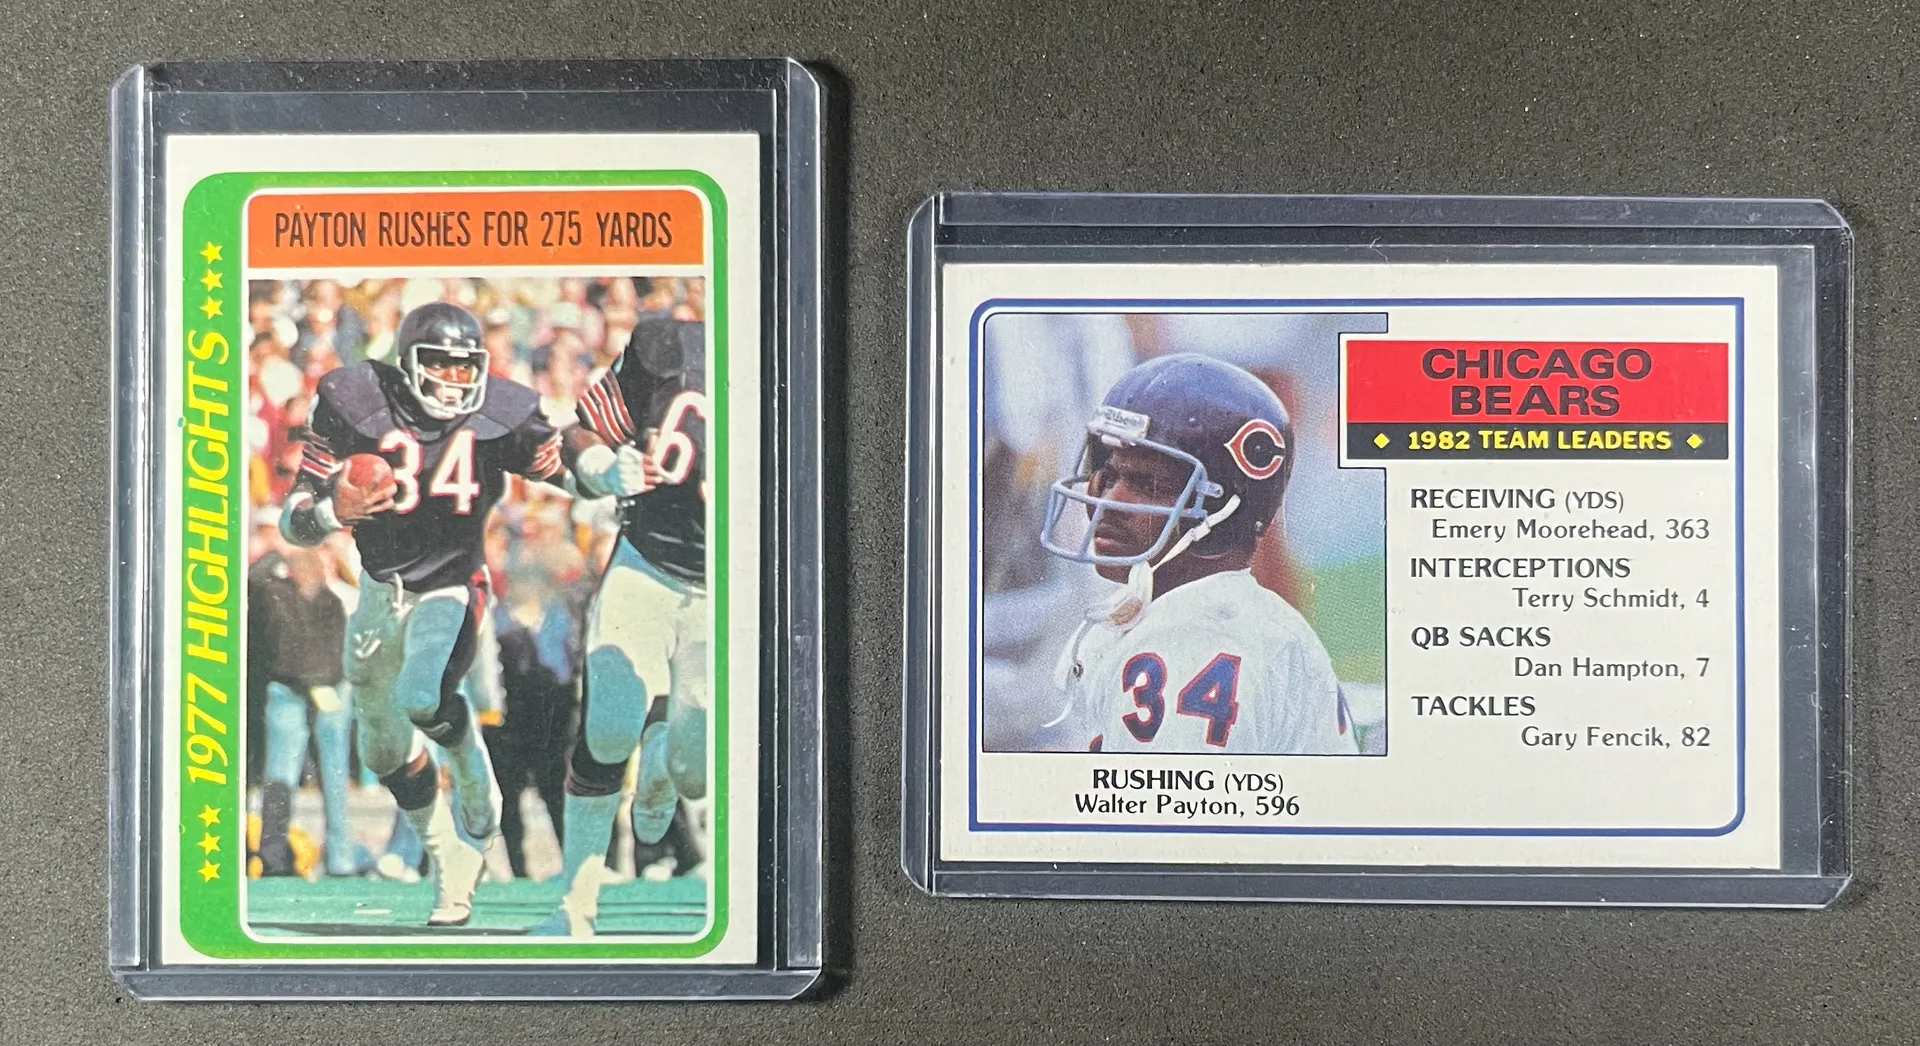 PAYTON RUSHES FOR 275 YARDS
1977 HIGHLIGHTS
34
6
CHICAGO
BEARS
1982 TEAM LEADERS
RECEIVING (YDS)
Emery Moorehead, 363
INTERCEPTIONS
Terry Schmidt, 4
QB SACKS
Dan Hampton, 7
TACKLES
Gary Fencik, 82
C
34
RUSHING (YDS)
Walter Payton, 596